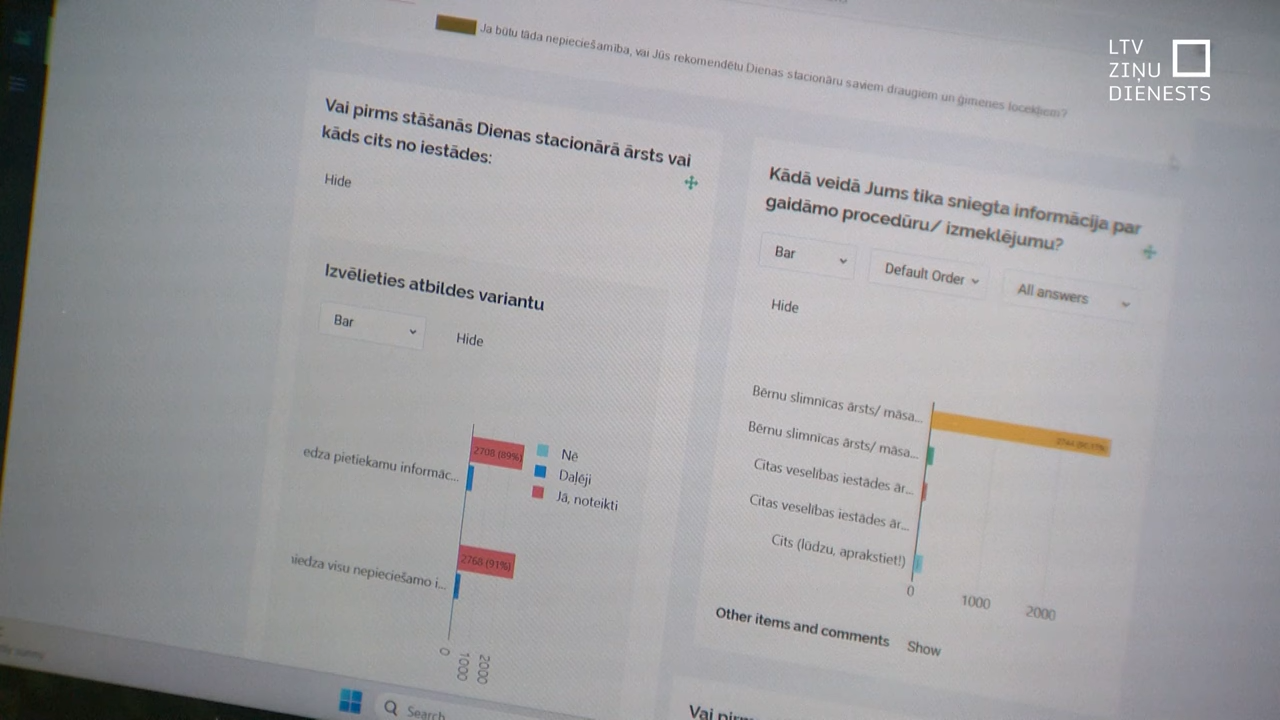 LTV
ZIŅU
DIENESTS
Ja būtu tāda nepieciešamība, vai Jūs rekomendētu Dienas stacionāru saviem draugiem un ģimenes locekļiem?
Vai pirms stāšanās Dienas stacionārā ārsts vai
kāds cits no iestādes:
Hide
Izvēlieties atbildes variantu
Bar
Hide
edza pietiekamu informāc...
2708 (89%)
iedza visu nepieciešamo i...
2768 (91%)
Nē
Daļēji
Jā, noteikti
0
1000
2000
Kādā veidā Jums tika sniegta informācija par
gaidāmo procedūru/ izmeklējumu?
Bar
Default Order
All answers
Hide
Bērnu slimnīcas ārsts/ māsa...
Bērnu slimnīcas ārsts/ māsa...
Citas veselības iestādes ār...
Citas veselības iestādes ār...
Cits (lūdzu, aprakstiet!)
0
1000
2000
Other items and comments
Show
Vai pirm
Search